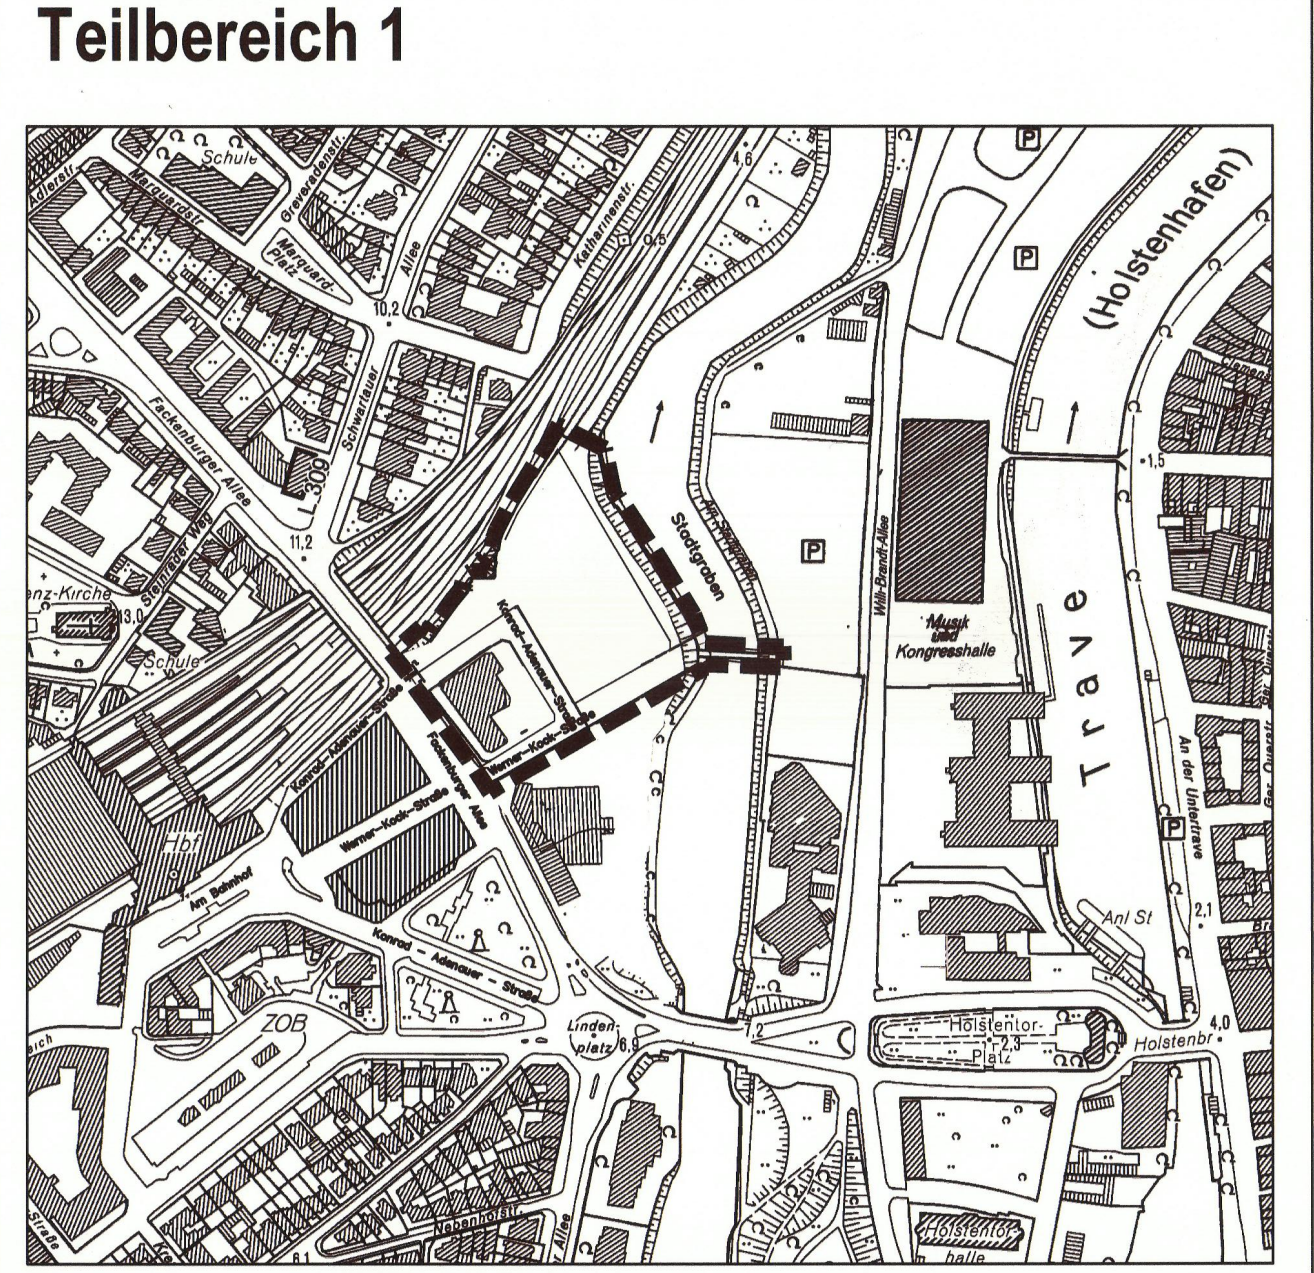 Teilbereich 1
Schule
Adlerstr.
Marquardstr.
Greveradenstr.
Marquard-
Platz
Allee
Katharinenstr.
4,6
0,5
10,2
P
P
(Holstenhafen)
Fackenburger Allee
Schwartauer
L 309
11,2
Steinrader Weg
enz-Kirche
13,0
Schule
Stadtgraben
P
Willi-Brandt-Allee
Musik
und
Kongresshalle
1,5
Trave
An der Untertrave
P
Konrad-Adenauer-Straße
Konrad-Adenauer-Straße
Werner-Kock-Straße
Fackenburger Allee
Werner-Kock-Straße
Hbf
Am Bahnhof
Konrad - Adenauer Straße
ZOB
Linden-
platz
6,9
7,2
Holstentor-
Platz
2,3
Anl St
2,1
4,0
Holstenbr.
Straße
Nebenhofstr.
6,1
Allee
Holstentor-
halle